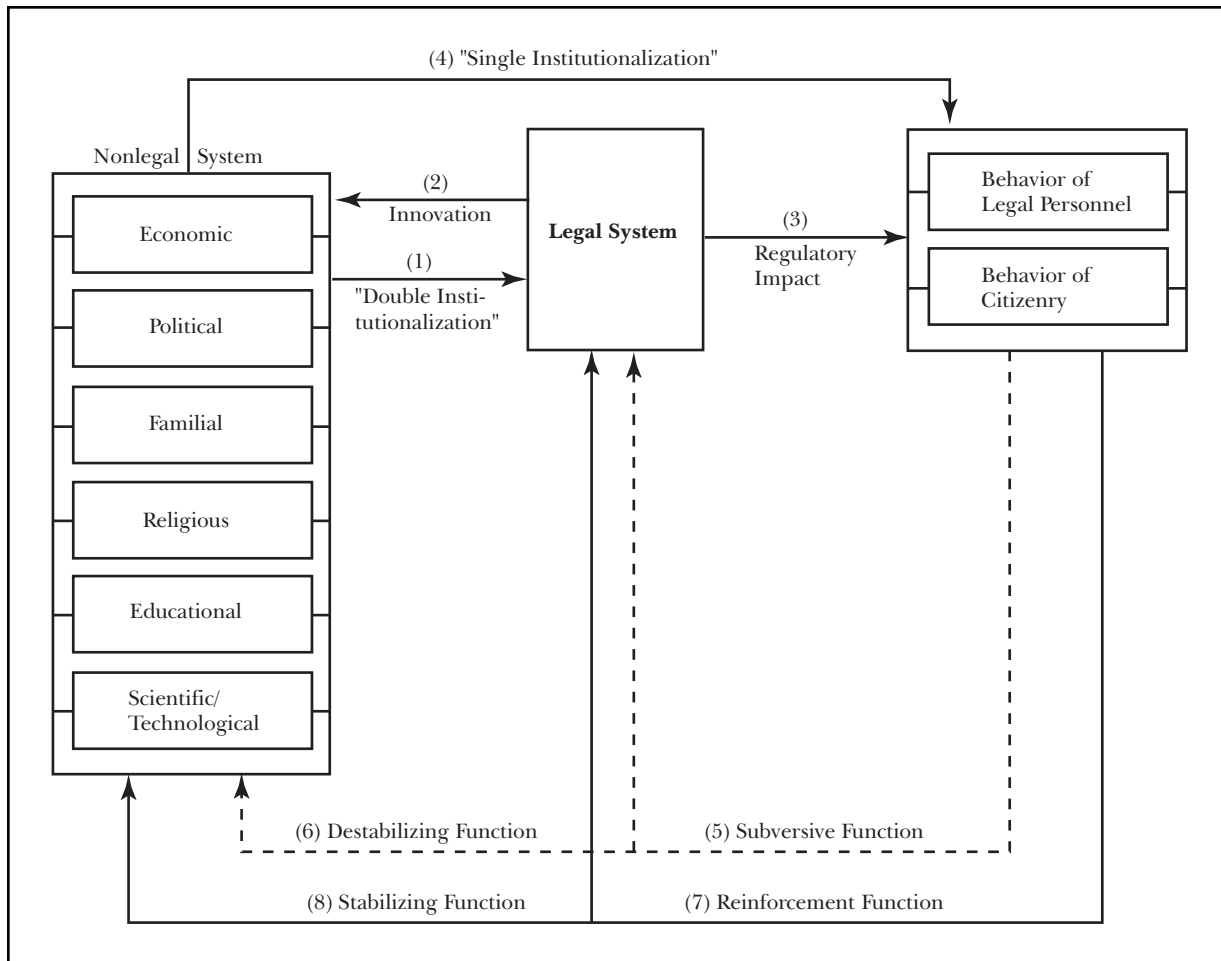 (4) "Single Institutionalization"
Nonlegal System
Economic
Political
Familial
Religious
Educational
Scientific/
Technological
(2)
Innovation
(1)
"Double Insti-
tutionalization"
Legal System
(3)
Regulatory
Impact
Behavior of
Legal Personnel
Behavior of
Citizenry
(6) Destabilizing Function
(5) Subversive Function
(8) Stabilizing Function
(7) Reinforcement Function